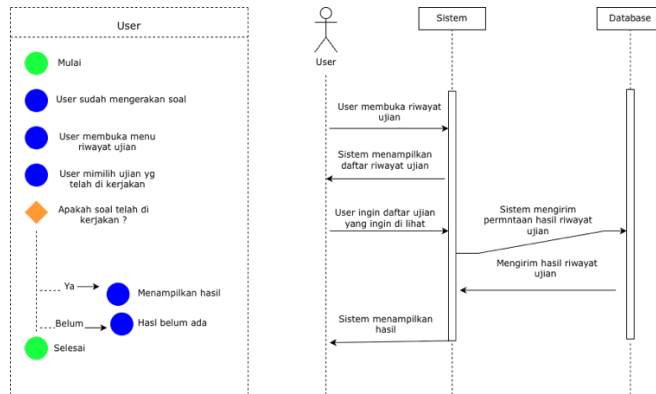 User
Mulai
User sudah mengerakan soal
User membuka menu
riwayat ujian
User mimilih ujian yg
telah di kerjakan
Apakah soal telah di
kerjakan ?
Ya
Menampilkan hasil
Belum
Hasl belum ada
Selesai
User
Sistem
Database
User membuka riwayat
ujian
Sistem menampilkan
daftar riwayat ujian
User ingin daftar ujian
yang ingin di lihat
Sistem mengirim
permntaan hasil riwayat
ujian
Mengirim hasil riwayat
ujian
Sistem menampilkan
hasil